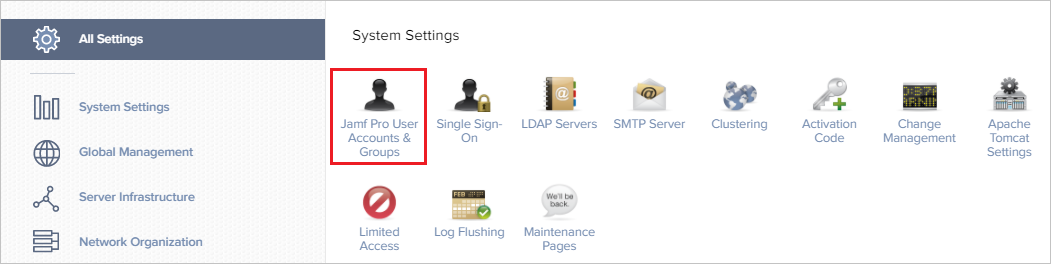 All Settings
System Settings
Global Management
Server Infrastructure
Network Organization
System Settings
Jamf Pro User
Accounts &
Groups
Single Sign-
On
LDAP Servers
SMTP Server
Clustering
Activation
Code
Change
Management
Apache
Tomcat
Settings
Limited
Access
FEB
Log Flushing
We'll be
back.
Maintenance
Pages